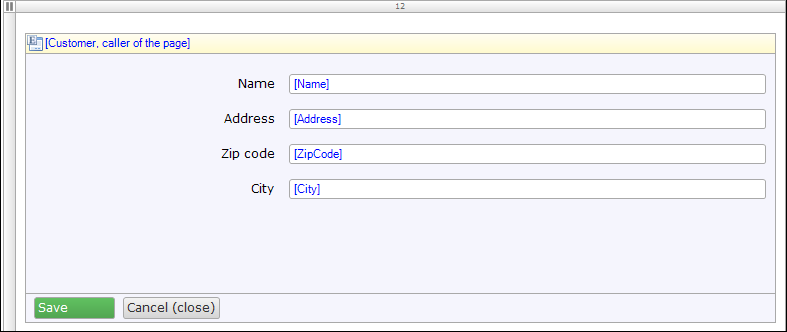 12
[Customer, caller of the page]
Name [Name]
Address [Address]
Zip code [ZipCode]
City [City]
Save Cancel (close)